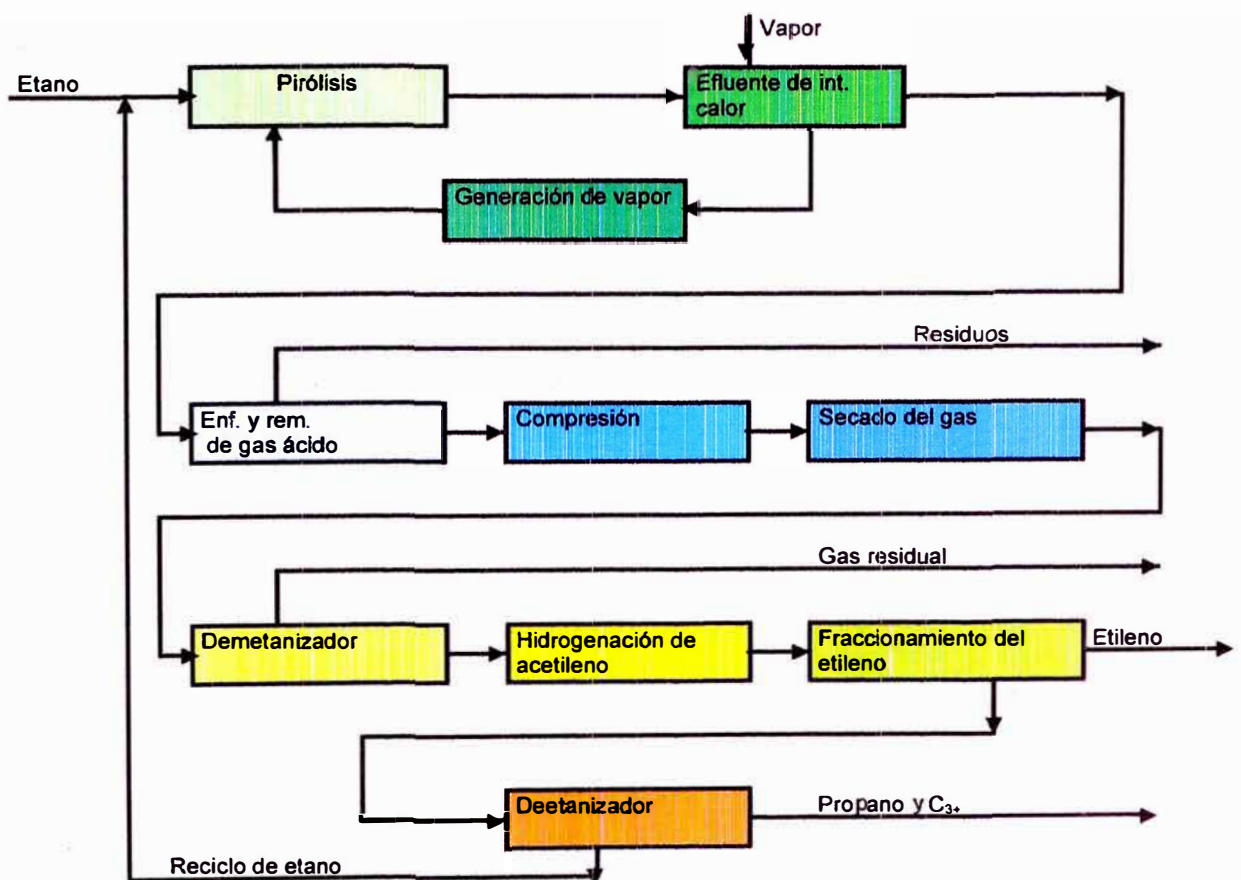 Vapor
Etano
Pirólisis
Efluente de int.
calor
Generación de vapor
Residuos
Enf. y rem.
de gas ácido
Compresión
Secado del gas
Gas residual
Demetanizador
Hidrogenación de
acetileno
Fraccionamiento del
etileno
Etileno
Deetanizador
Propano y C₃₊
Reciclo de etano